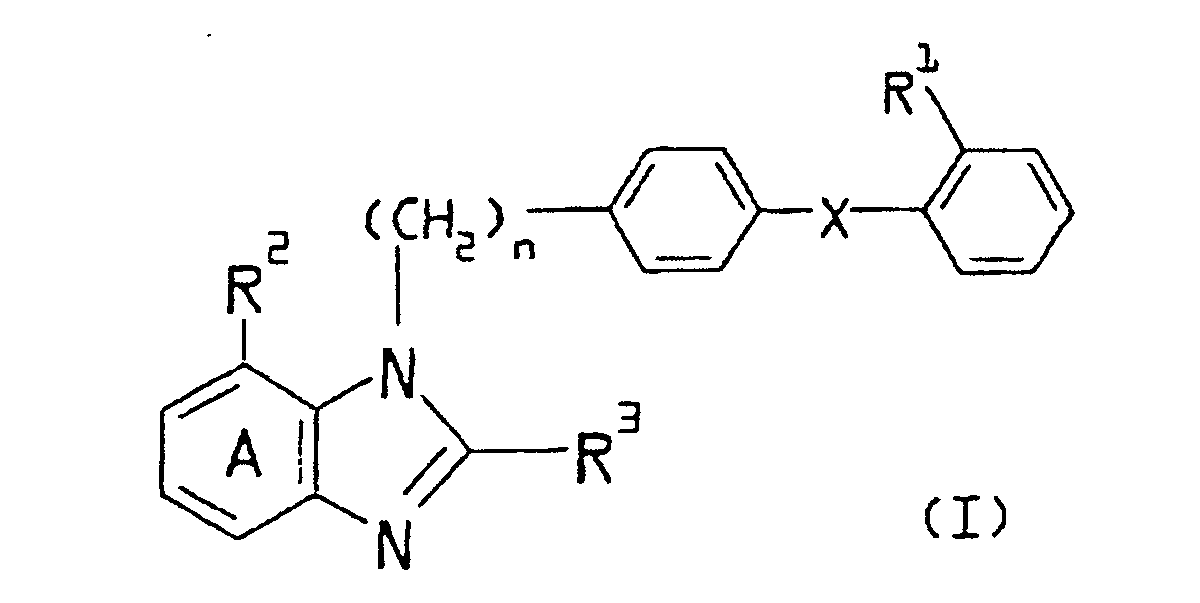 R¹
(CH₂)n
X
R²
N
A
R³
N
(I)